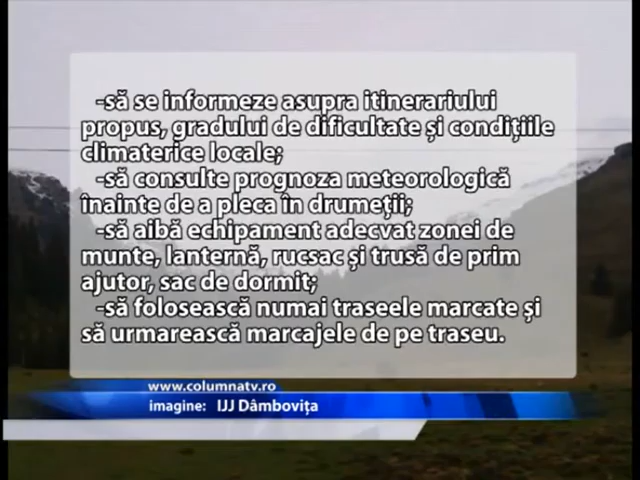 -să se informeze asupra itinerariului
propus, gradului de dificultate și condițiile
climaterice locale;
-să consulte prognoza meteorologică
înainte de a pleca în drumeții;
-să aibă echipament adecvat zonei de
munte, lanternă, rucsac și trusă de prim
ajutor, sac de dormit;
-să folosească numai traseele marcate și
să urmarească marcajele de pe traseu.
www.columnatv.ro
imagine: IJJ Dâmbovița